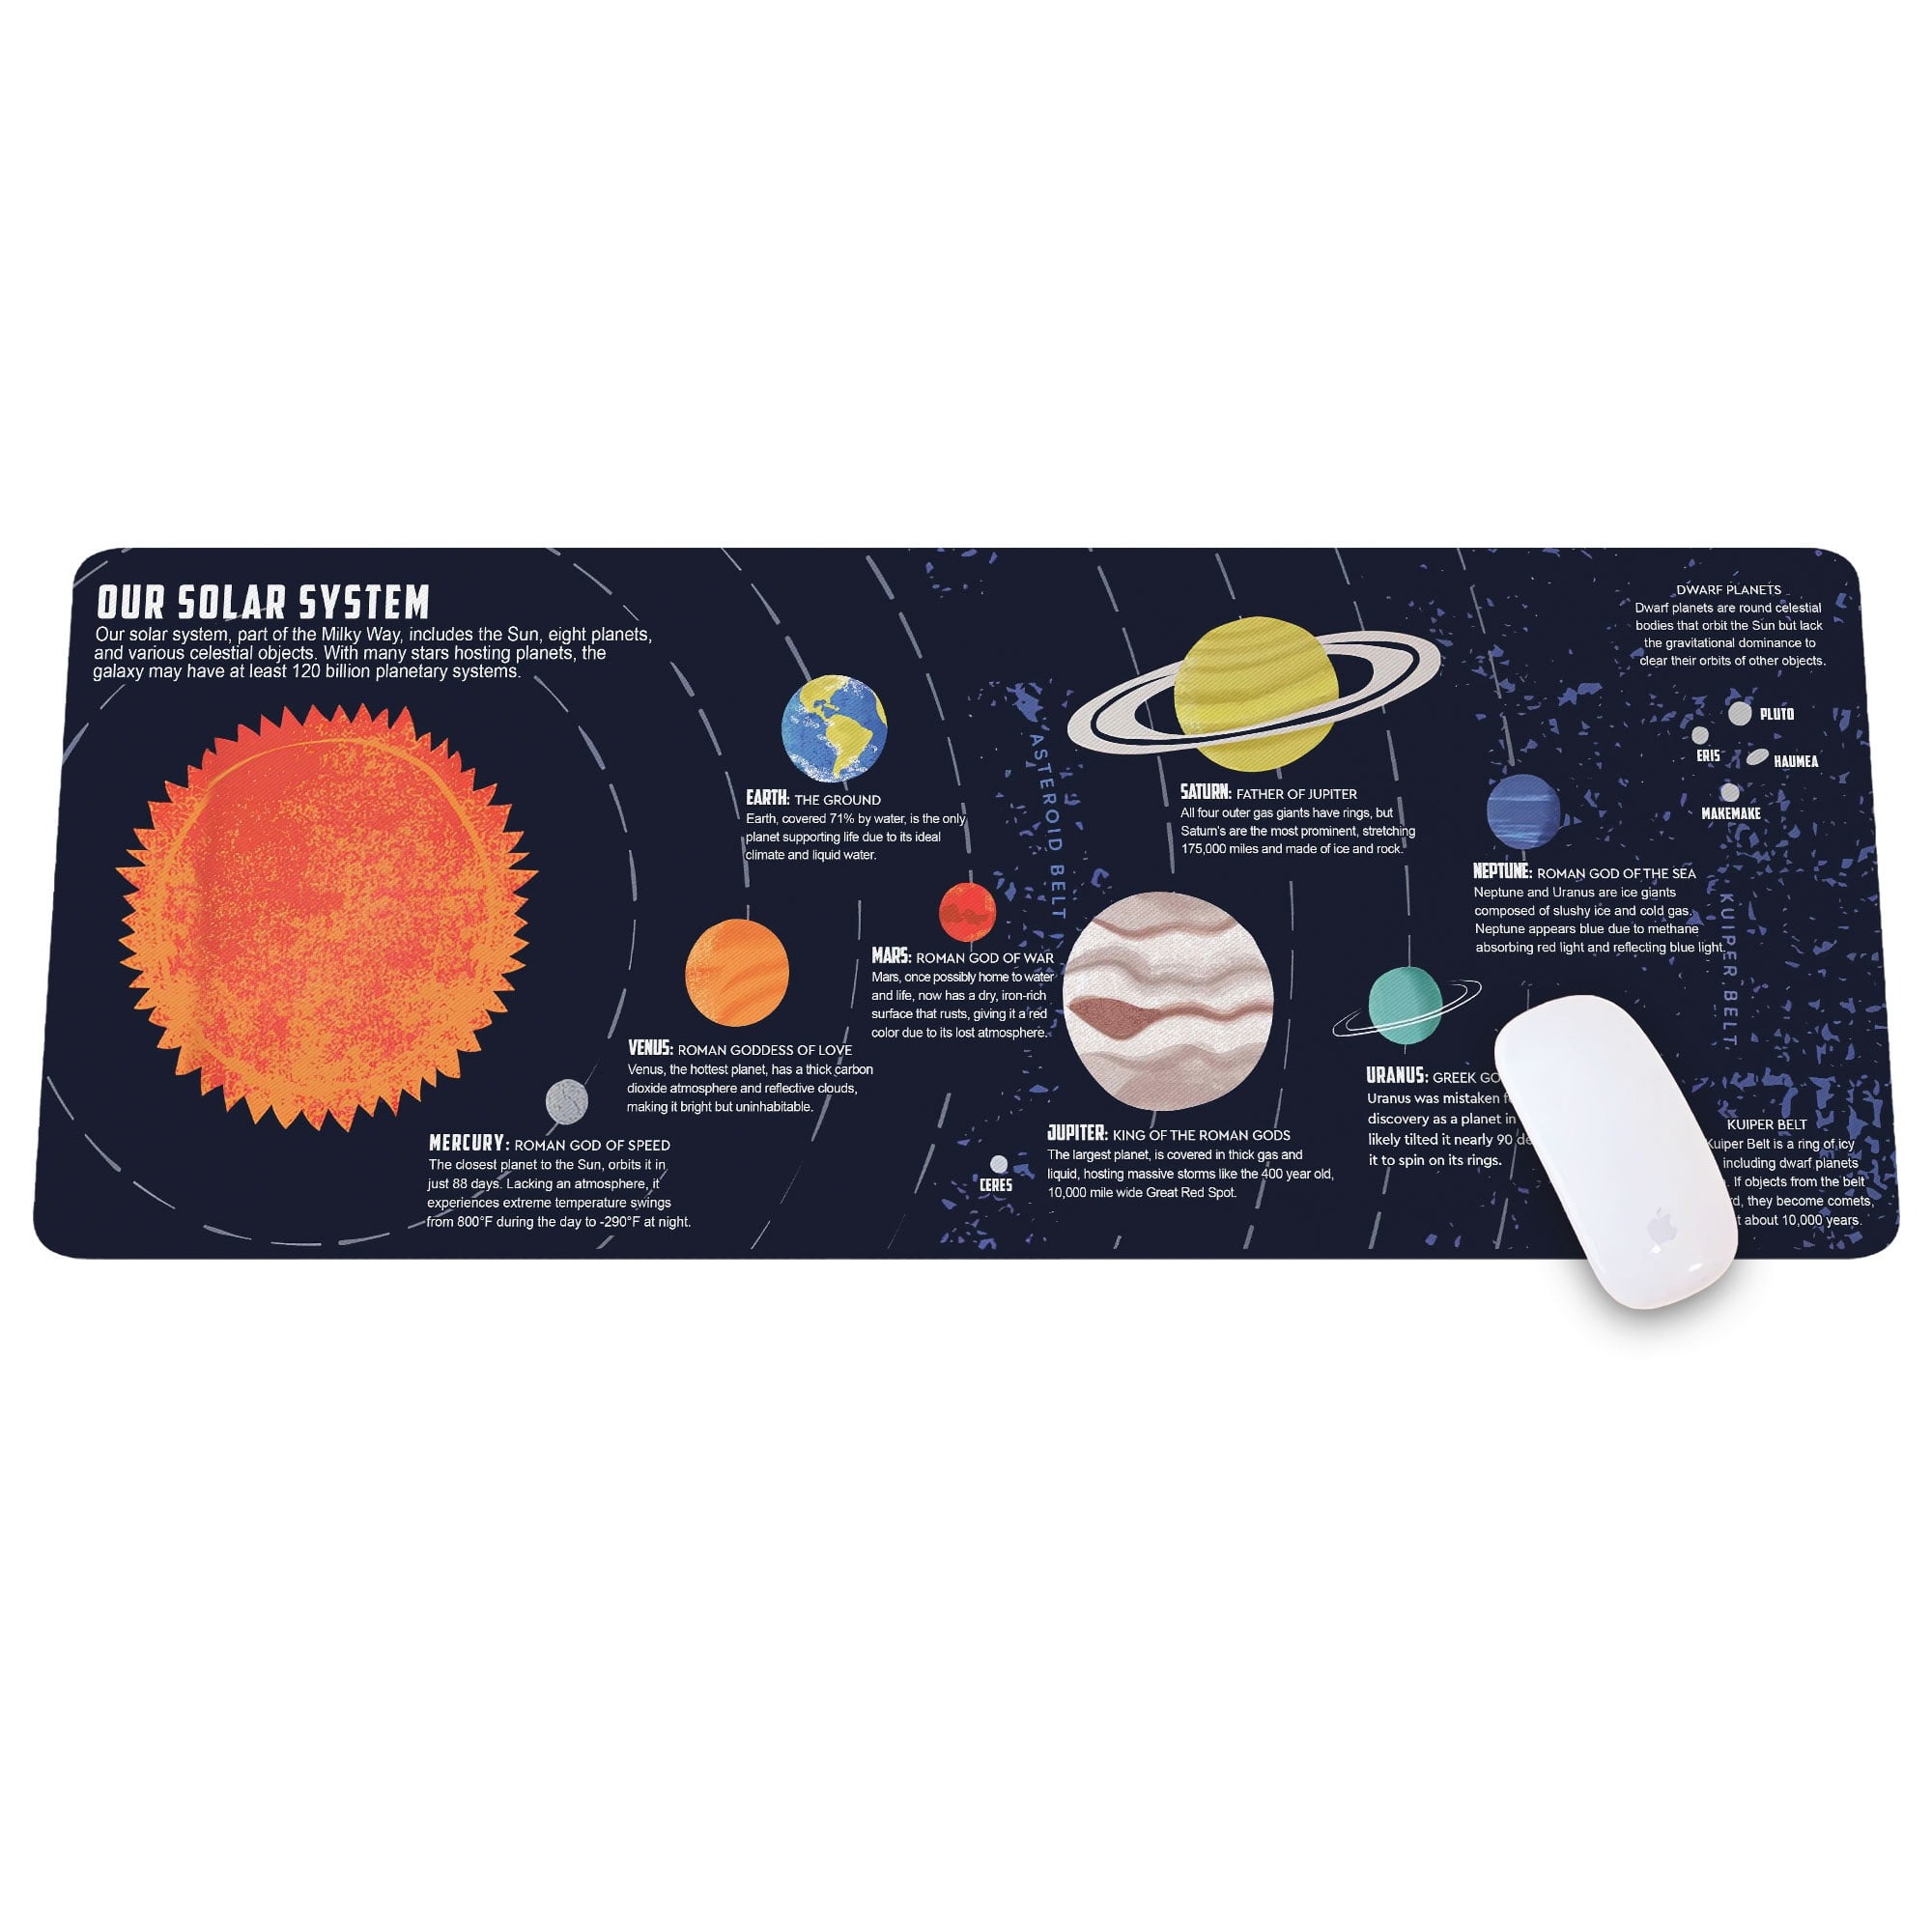 OUR SOLAR SYSTEM
Our solar system, part of the Milky Way, includes the Sun, eight planets,
and various celestial objects. With many stars hosting planets, the
galaxy may have at least 120 billion planetary systems.
MERCURY: ROMAN GOD OF SPEED
The closest planet to the Sun, orbits it in
just 88 days. Lacking an atmosphere, it
experiences extreme temperature swings
from 800°F during the day to -290°F at night.
VENUS: ROMAN GODDESS OF LOVE
Venus, the hottest planet, has a thick carbon
dioxide atmosphere and reflective clouds,
making it bright but uninhabitable.
EARTH: THE GROUND
Earth, covered 71% by water, is the only
planet supporting life due to its ideal
climate and liquid water.
MARS: ROMAN GOD OF WAR
Mars, once possibly home to water
and life, now has a dry, iron-rich
surface that rusts, giving it a red
color due to its lost atmosphere.
ASTEROID BELT
CERES
JUPITER: KING OF THE ROMAN GODS
The largest planet, is covered in thick gas and
liquid, hosting massive storms like the 400 year old,
10,000 mile wide Great Red Spot.
SATURN: FATHER OF JUPITER
All four outer gas giants have rings, but
Saturn's are the most prominent, stretching
175,000 miles and made of ice and rock.
URANUS: GREEK
Uranus was mistaken
discovery as a planet in
likely tilted it nearly 90
it to spin on its rings.
NEPTUNE: ROMAN GOD OF THE SEA
Neptune and Uranus are ice giants
composed of slushy ice and cold gas.
Neptune appears blue due to methane
absorbing red light and reflecting blue light.
DWARF PLANETS
Dwarf planets are round celestial
bodies that orbit the Sun but lack
the gravitational dominance to
clear their orbits of other objects.
PLUTO
ERIS
HAUMEA
MAKEMAKE
KUIPER BELT
KUIPER BELT
Kuiper Belt is a ring of icy
including dwarf planets
If objects from the belt
they become comets,
about 10,000 years.